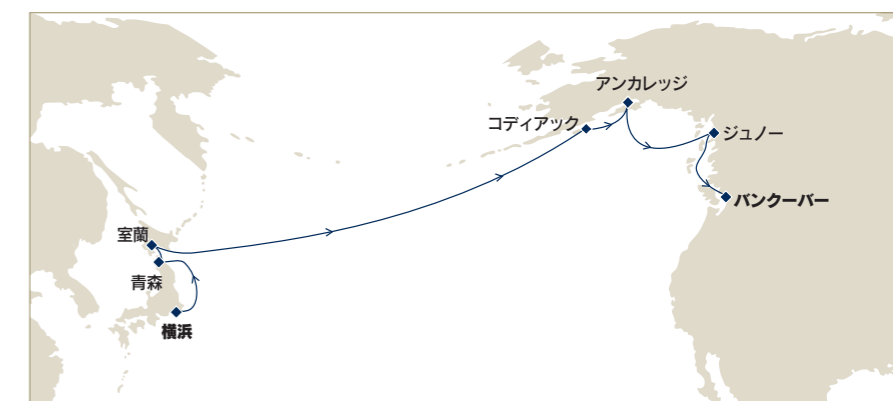 アンカレッジ
コディアック
ジュノー
バンクーバー
室蘭
青森
横浜